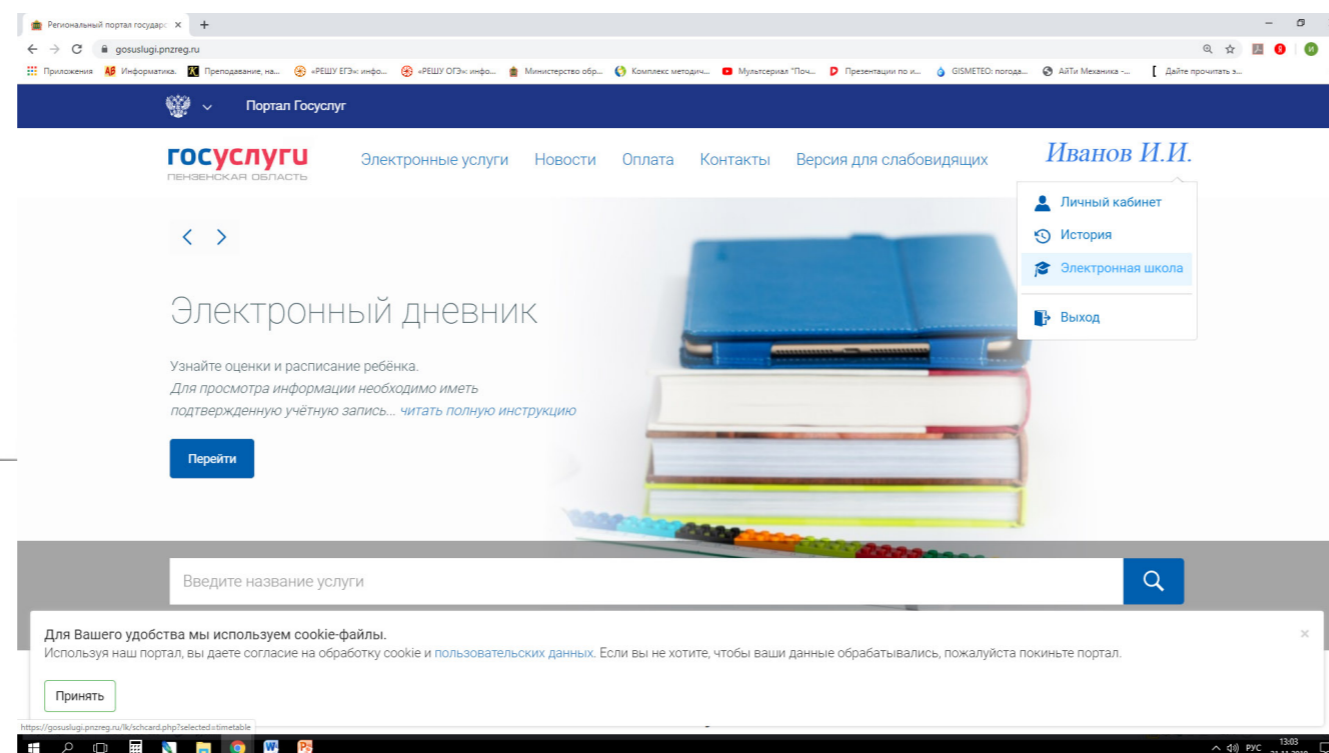 Региональный портал государс
gosuslugi.pnzreg.ru
Приложения Информатика. Преподавание, на... «РЕШУ ЕГЭ»: инфо... «РЕШУ ОГЭ»: инфо... Министерство обр... Комплекс методич... Мультсериал "Поч... Презентации по и... GISMETEO: погода... АйТи Механика -... Дайте прочитать э...
Портал Госуслуг
госуслуги
ПЕНЗЕНСКАЯ ОБЛАСТЬ
Электронные услуги Новости Оплата Контакты Версия для слабовидящих
Иванов И.И.
Личный кабинет
История
Электронная школа
Выход
Электронный дневник
Узнайте оценки и расписание ребёнка.
Для просмотра информации необходимо иметь
подтвержденную учётную запись... читать полную инструкцию
Перейти
Введите название услуги
Для Вашего удобства мы используем cookie-файлы.
Используя наш портал, вы даете согласие на обработку cookie и пользовательских данных. Если вы не хотите, чтобы ваши данные обрабатывались, пожалуйста покиньте портал.
Принять
https://gosuslugi.pnzreg.ru/lk/schcard.php?selected=timetable
РУС 13:03
21.11.2019